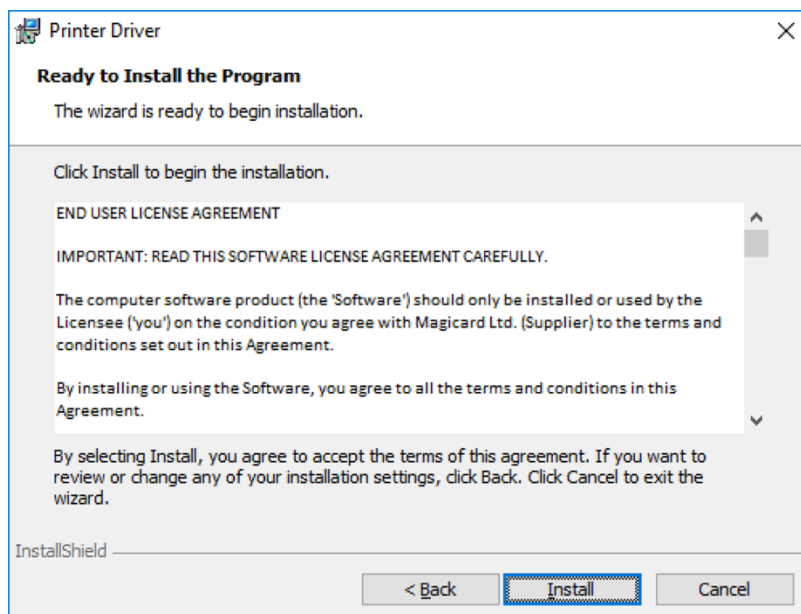 Printer Driver
Ready to Install the Program
The wizard is ready to begin installation.
Click Install to begin the installation.
END USER LICENSE AGREEMENT
IMPORTANT: READ THIS SOFTWARE LICENSE AGREEMENT CAREFULLY.
The computer software product (the 'Software') should only be installed or used by the
Licensee ('you') on the condition you agree with Magicard Ltd. (Supplier) to the terms and
conditions set out in this Agreement.
By installing or using the Software, you agree to all the terms and conditions in this
Agreement.
By selecting Install, you agree to accept the terms of this agreement. If you want to
review or change any of your installation settings, click Back. Click Cancel to exit the
wizard.
InstallShield
< Back
Install
Cancel